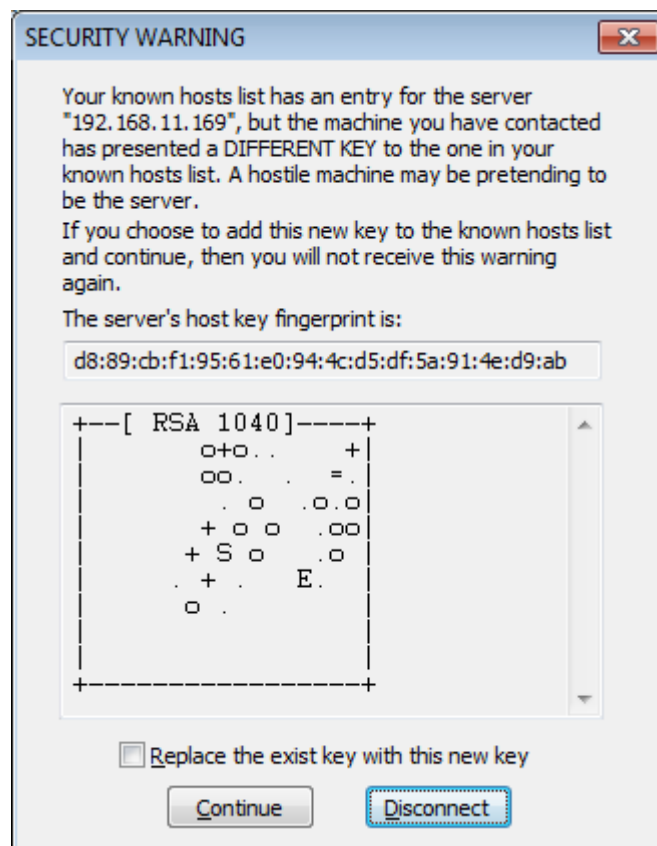 SECURITY WARNING
Your known hosts list has an entry for the server
"192.168.11.169", but the machine you have contacted
has presented a DIFFERENT KEY to the one in your
known hosts list. A hostile machine may be pretending to
be the server.
If you choose to add this new key to the known hosts list
and continue, then you will not receive this warning
again.
The server's host key fingerprint is:
d8:89:cb:f1:95:61:e0:94:4c:d5:df:5a:91:4e:d9:ab
+--[ RSA 1040]----+
|       o+o..    +|
|       oo.  .  =.|
|        . o  .o.o|
|       + o o  .oo|
|      + S o   .o |
|     . + .   E.  |
|      o .        |
|                 |
|                 |
+-----------------+
Replace the exist key with this new key
Continue Disconnect